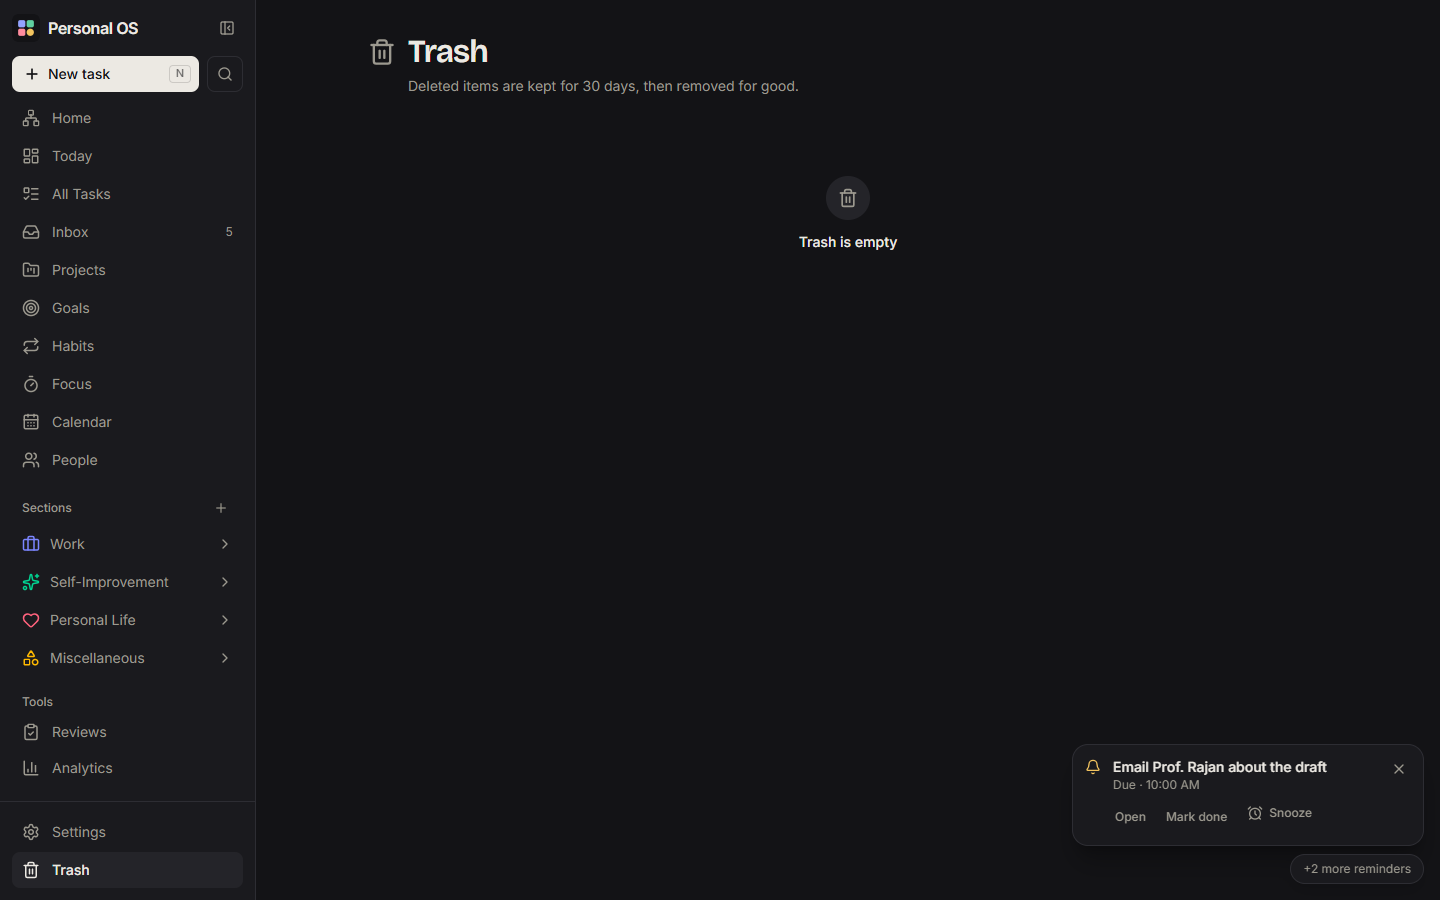 Personal OS
New task N
Home
Today
All Tasks
Inbox 5
Projects
Goals
Habits
Focus
Calendar
People
Sections
Work
Self-Improvement
Personal Life
Miscellaneous
Tools
Reviews
Analytics
Settings
Trash
Trash
Deleted items are kept for 30 days, then removed for good.
Trash is empty
Email Prof. Rajan about the draft
Due · 10:00 AM
Open Mark done Snooze
+2 more reminders